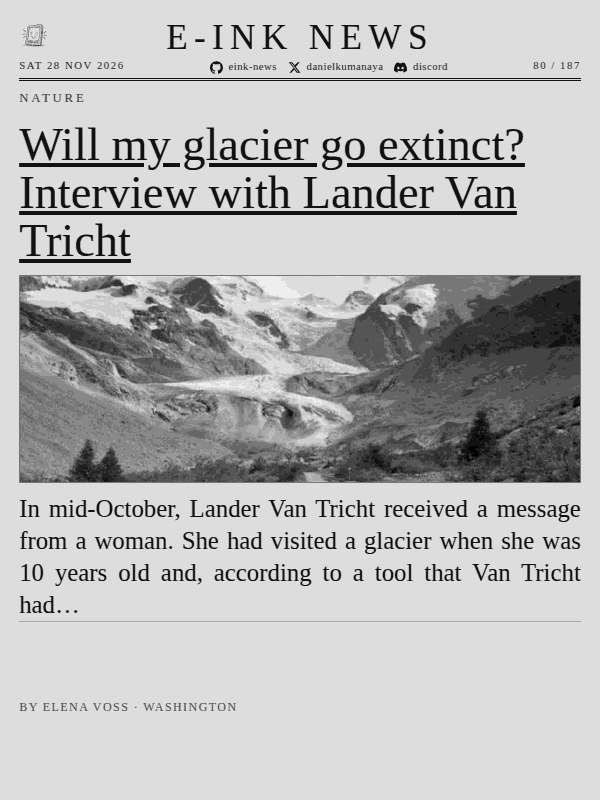 E-INK NEWS
SAT 28 NOV 2026
eink-news danielkumanaya discord
80 / 187
NATURE
Will my glacier go extinct?
Interview with Lander Van
Tricht
In mid-October, Lander Van Tricht received a message
from a woman. She had visited a glacier when she was
10 years old and, according to a tool that Van Tricht
had…
BY ELENA VOSS · WASHINGTON